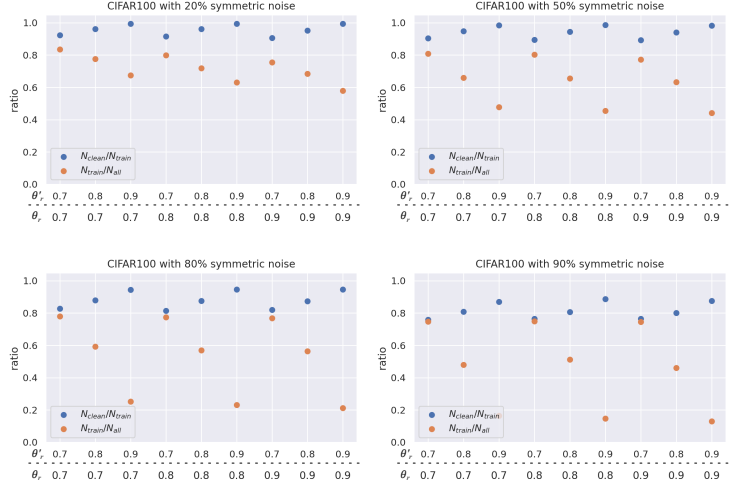 CIFAR100 with 20% symmetric noise
1.0
0.8
0.6
0.4
0.2
0.0
ratio
N_clean/N_train
N_train/N_all
θ'_r 0.7 0.8 0.9 0.7 0.8 0.9 0.7 0.8 0.9
θ_r 0.7 0.7 0.7 0.8 0.8 0.8 0.9 0.9 0.9
CIFAR100 with 50% symmetric noise
1.0
0.8
0.6
0.4
0.2
0.0
ratio
N_clean/N_train
N_train/N_all
θ'_r 0.7 0.8 0.9 0.7 0.8 0.9 0.7 0.8 0.9
θ_r 0.7 0.7 0.7 0.8 0.8 0.8 0.9 0.9 0.9
CIFAR100 with 80% symmetric noise
1.0
0.8
0.6
0.4
0.2
0.0
ratio
N_clean/N_train
N_train/N_all
θ'_r 0.7 0.8 0.9 0.7 0.8 0.9 0.7 0.8 0.9
θ_r 0.7 0.7 0.7 0.8 0.8 0.8 0.9 0.9 0.9
CIFAR100 with 90% symmetric noise
1.0
0.8
0.6
0.4
0.2
0.0
ratio
N_clean/N_train
N_train/N_all
θ'_r 0.7 0.8 0.9 0.7 0.8 0.9 0.7 0.8 0.9
θ_r 0.7 0.7 0.7 0.8 0.8 0.8 0.9 0.9 0.9